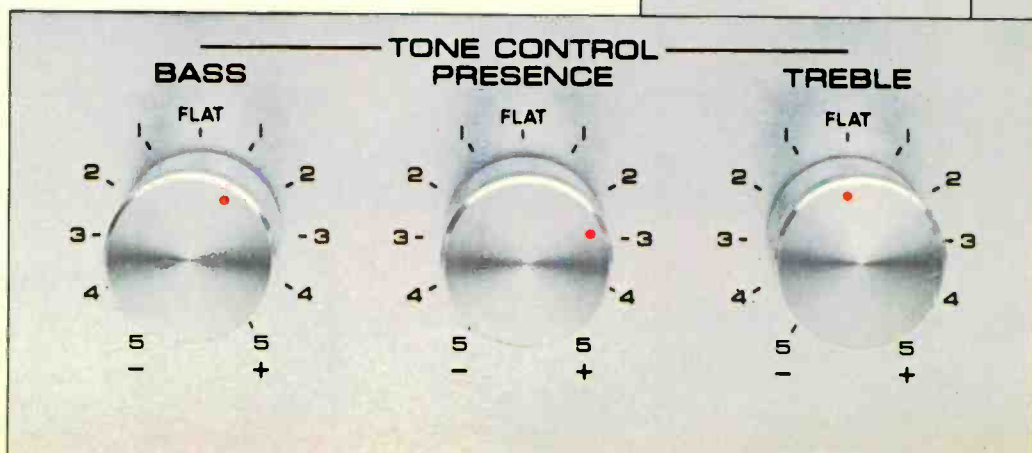 TONE CONTROL
BASS PRESENCE TREBLE
FLAT FLAT FLAT
1 1 1 1 1 1
2 2 2 2 2 2
3 3 3 3 3 3
4 4 4 4 4 4
5 5 5 5 5 5
- + - + - +